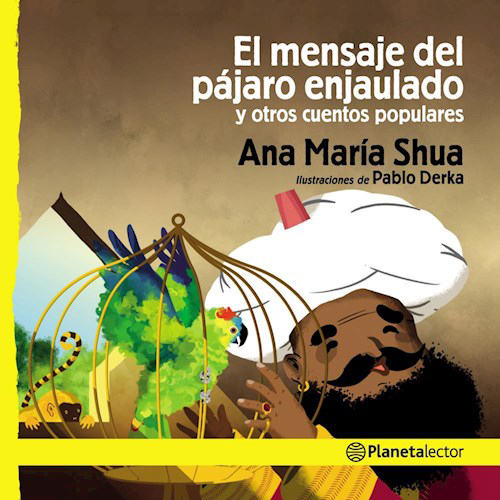 El mensaje del
pájaro enjaulado
y otros cuentos populares
Ana María Shua
Ilustraciones de Pablo Derka
Planetalector